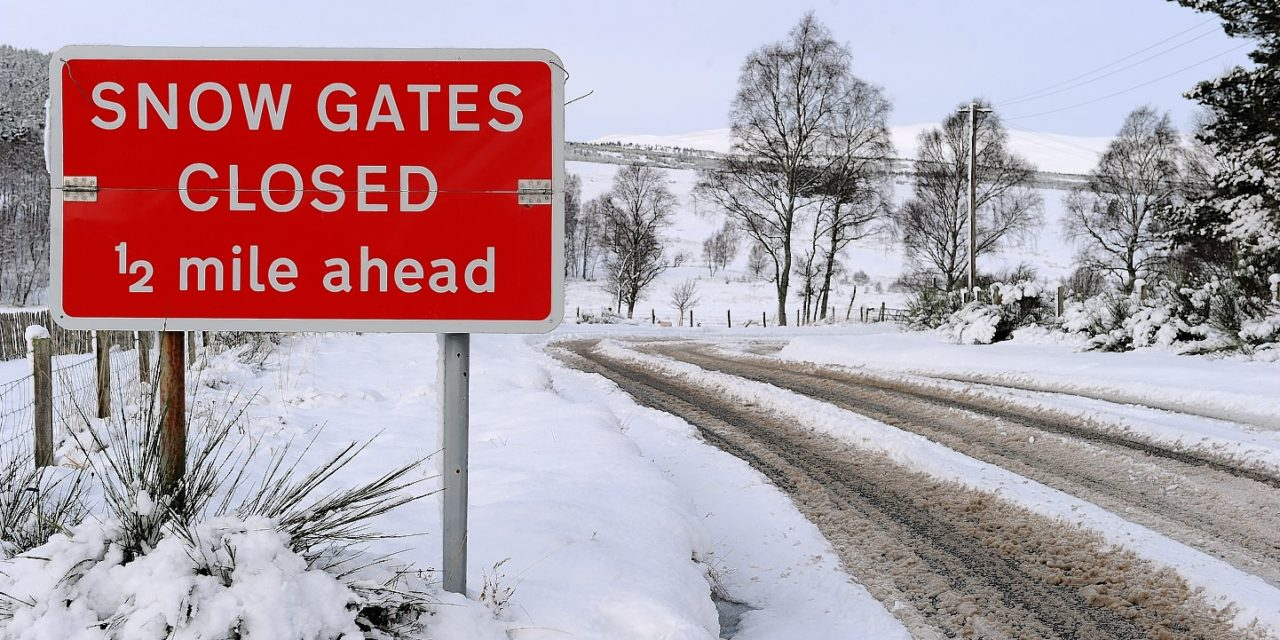 SNOW GATES
CLOSED
½ mile ahead